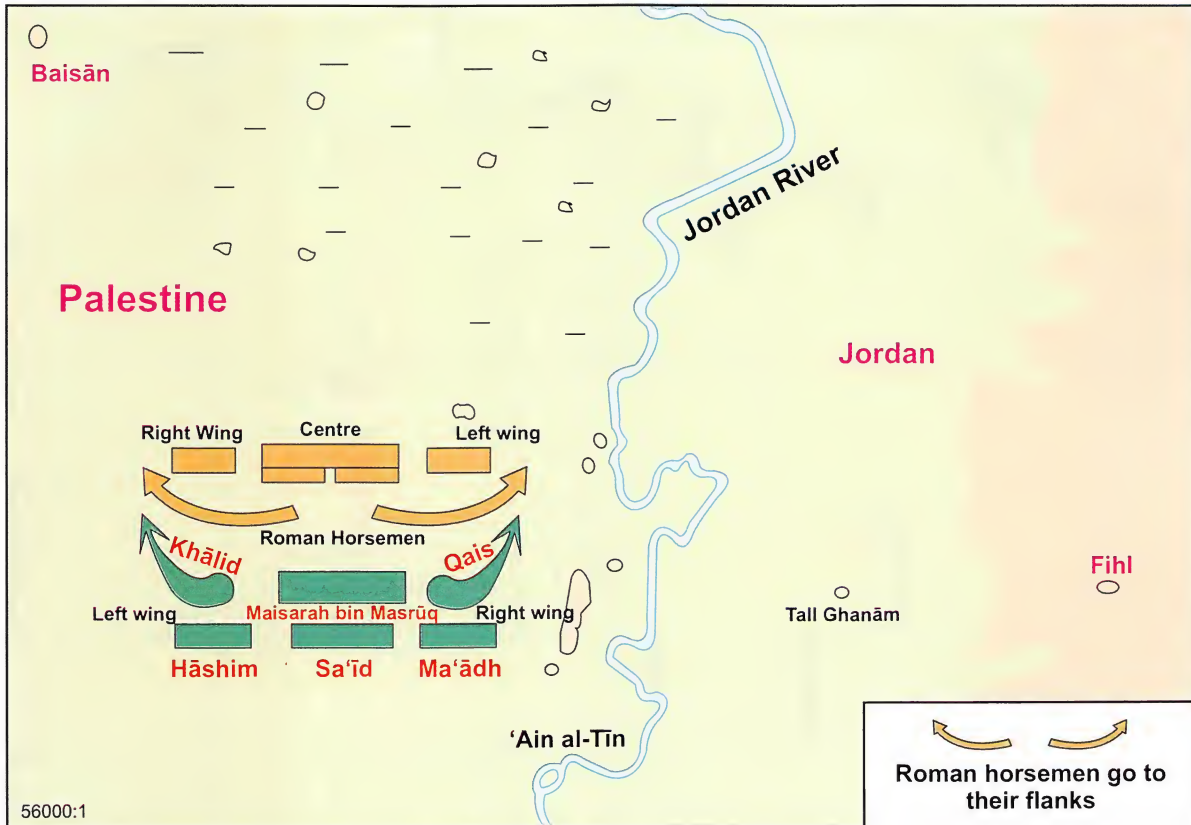 Baisān
Jordan River
Palestine
Jordan
Right Wing
Centre
Left wing
Roman Horsemen
Khālid
Qais
Left wing
Maisarah bin Masrūq
Right wing
Hāshim
Sa‘īd
Ma‘ādh
Fihl
Tall Ghanām
‘Ain al-Tīn
Roman horsemen go to
their flanks
56000:1